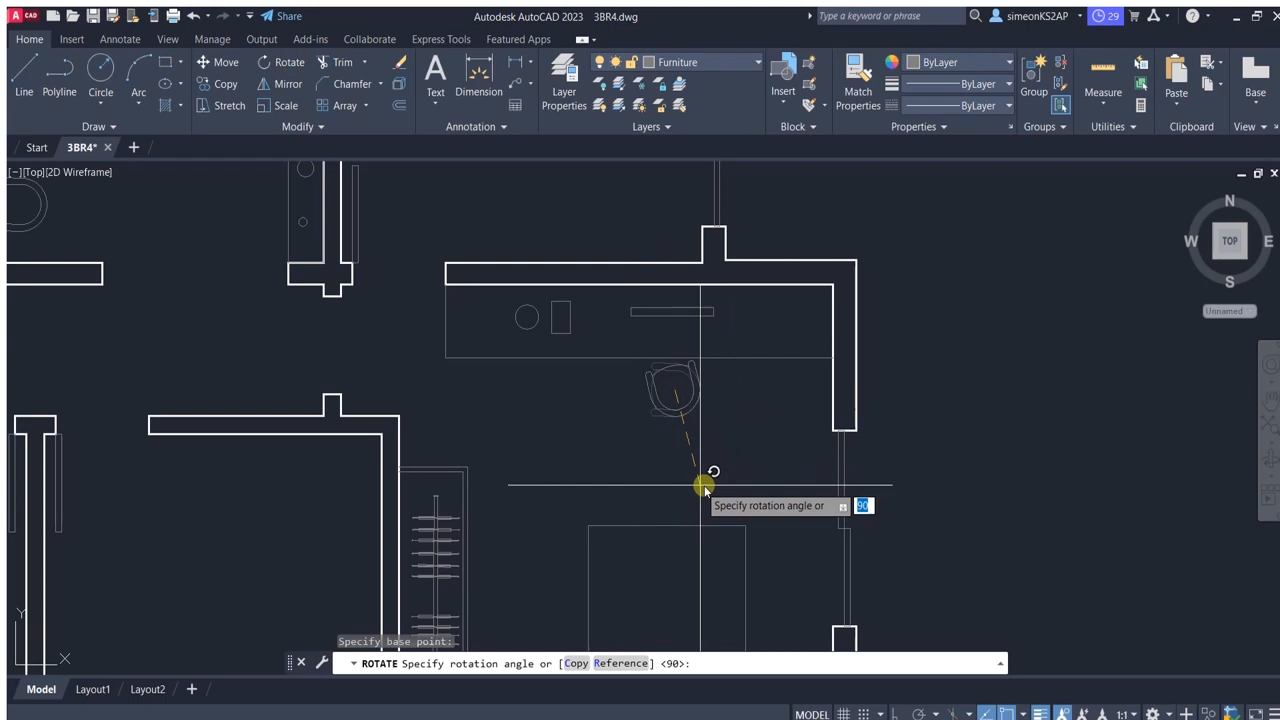 CAD
Share
Autodesk AutoCAD 2023 3BR4.dwg
Type a keyword or phrase
simeonKS2AP
29
Home Insert Annotate View Manage Output Add-ins Collaborate Express Tools Featured Apps
Line
Polyline
Circle
Arc
Move
Rotate
Trim
Copy
Mirror
Chamfer
Stretch
Scale
Array
Text
Dimension
Layer
Properties
Furniture
Insert
Match
Properties
ByLayer
ByLayer
ByLayer
Group
Measure
Paste
Base
Draw Modify Annotation Layers Block Properties Groups Utilities Clipboard View
Start 3BR4*
[−][Top][2D Wireframe]
N
W TOP E
S
Unnamed
Specify rotation angle or 90
Y
X
Specify base point:
ROTATE Specify rotation angle or [Copy Reference] <90>:
Model Layout1 Layout2
MODEL
1:1